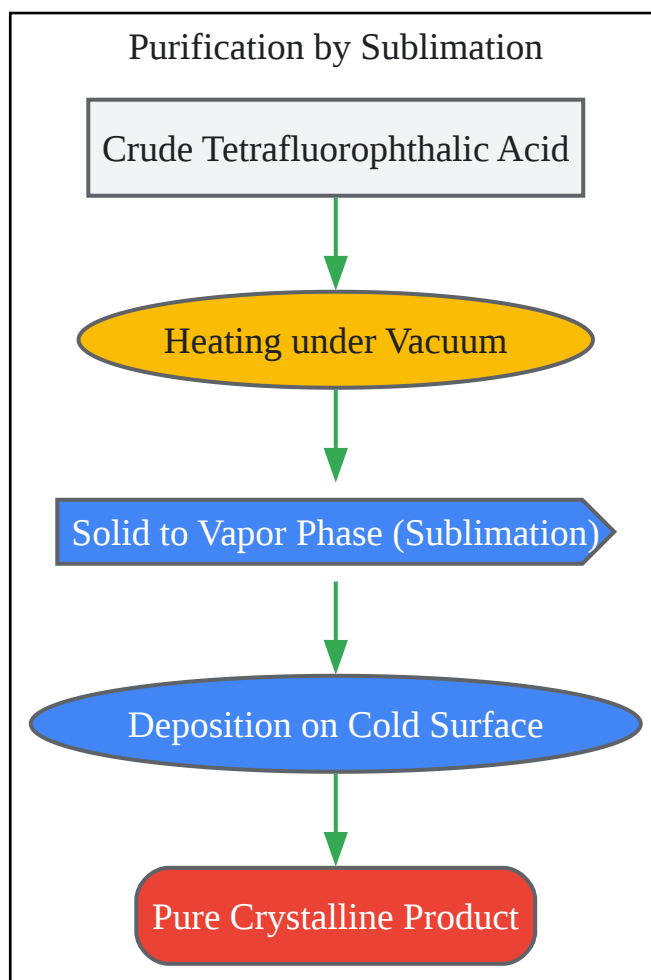 Purification by Sublimation
Crude Tetrafluorophthalic Acid
Heating under Vacuum
Solid to Vapor Phase (Sublimation)
Deposition on Cold Surface
Pure Crystalline Product